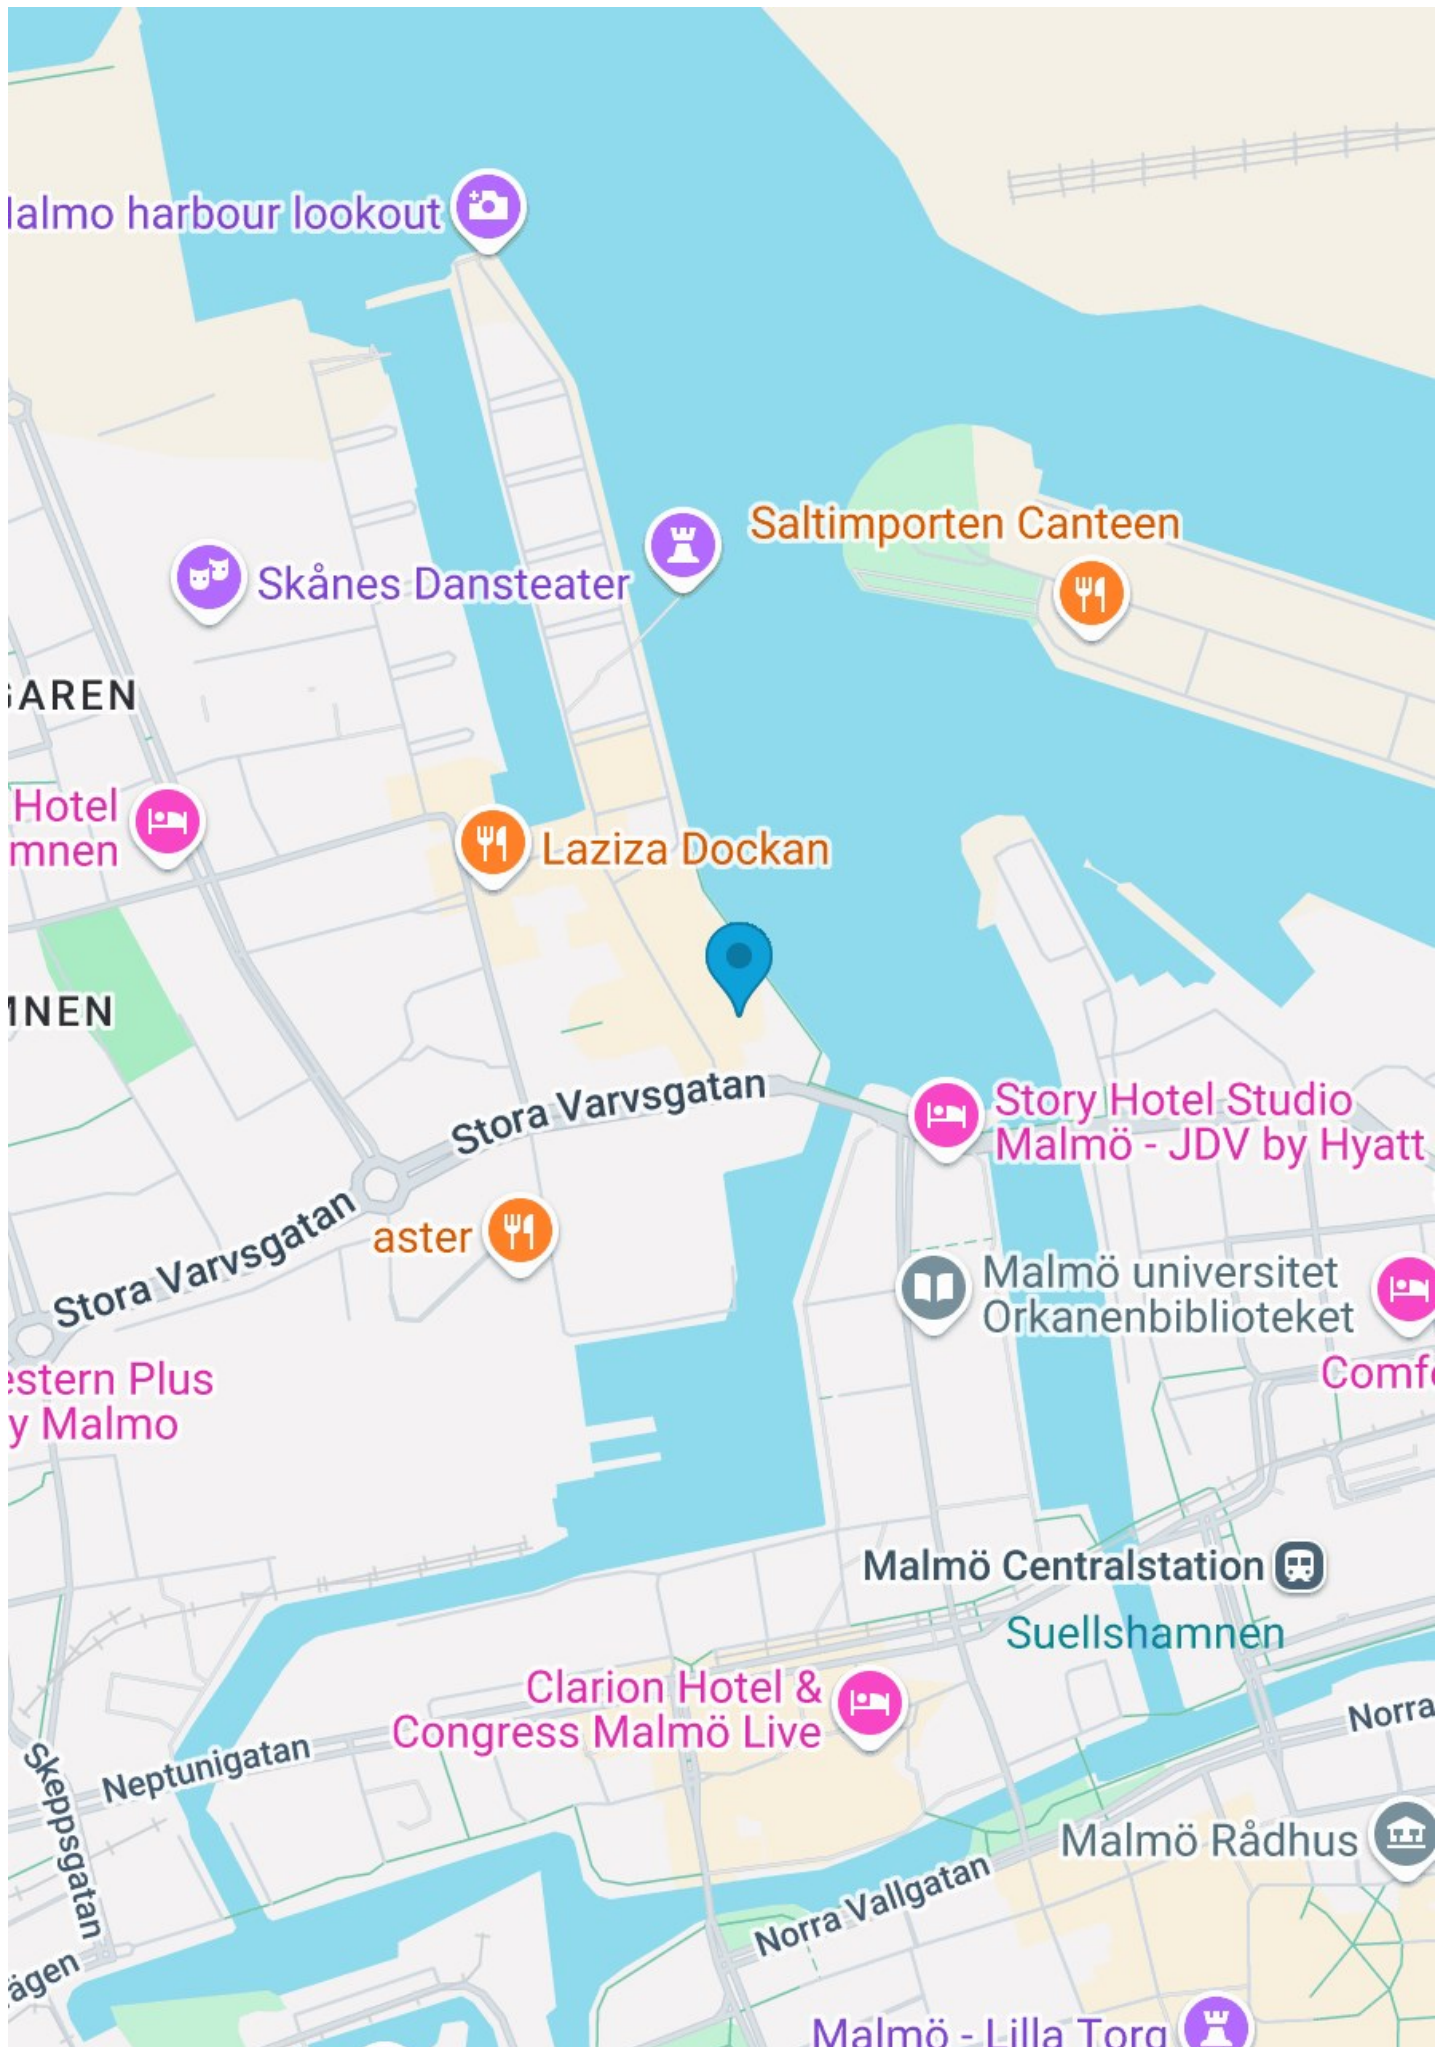 almo harbour lookout
Saltimporten Canteen
Skånes Dansteater
AREN
Hotel
mnen
Laziza Dockan
NEN
Stora Varvsgatan
Story Hotel Studio
Malmö - JDV by Hyatt
Stora Varvsgatan
aster
Malmö universitet
Orkanenbiblioteket
estern Plus
y Malmo
Comfo
Malmö Centralstation
Suellshamnen
Clarion Hotel &
Congress Malmö Live
Norra
Neptunigatan
Skeppsgatan
Malmö Rådhus
Norra Vallgatan
ägen
Malmö - Lilla Torg